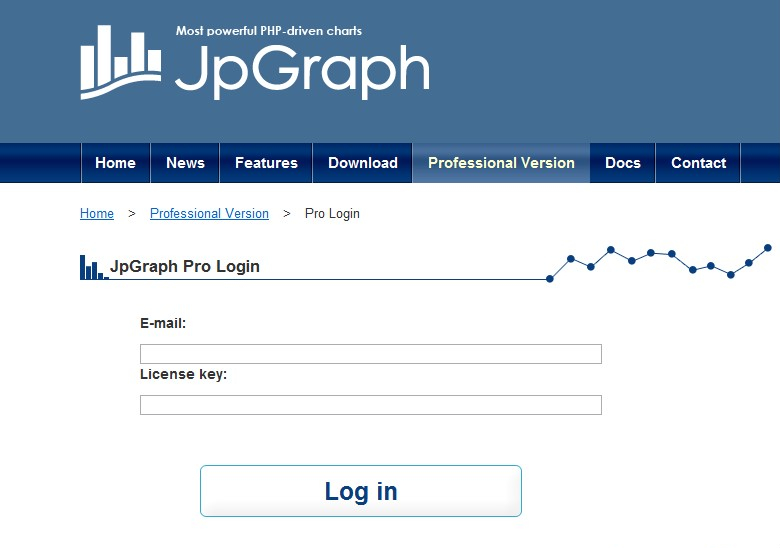 Most powerful PHP-driven charts
JpGraph
Home News Features Download Professional Version Docs Contact
Home > Professional Version > Pro Login
JpGraph Pro Login
E-mail:
License key:
Log in